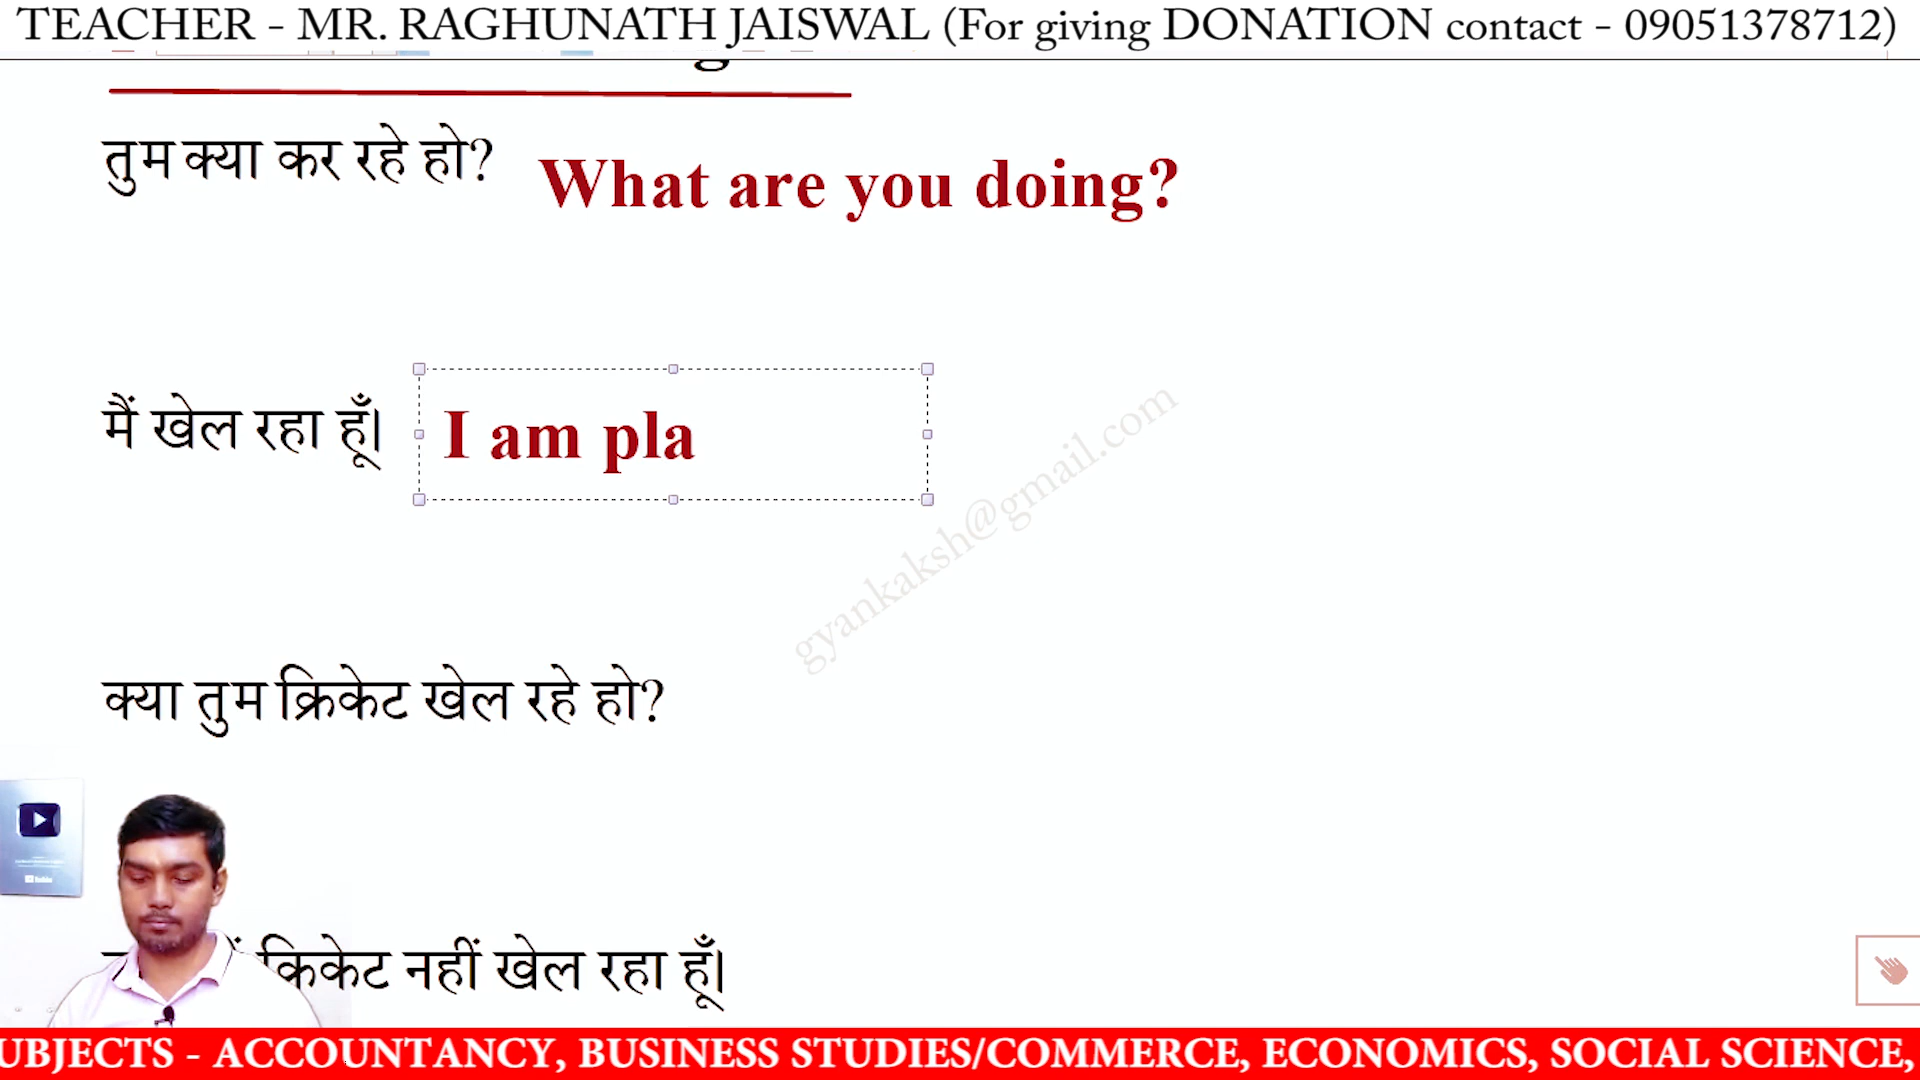 TEACHER - MR. RAGHUNATH JAISWAL (For giving DONATION contact - 09051378712)
तुम क्या कर रहे हो? What are you doing?
मैं खेल रहा हूँ। I am pla
gyankaksh@gmail.com
क्या तुम क्रिकेट खेल रहे हो?
क्रिकेट नहीं खेल रहा हूँ।
UBJECTS - ACCOUNTANCY, BUSINESS STUDIES/COMMERCE, ECONOMICS, SOCIAL SCIENCE,